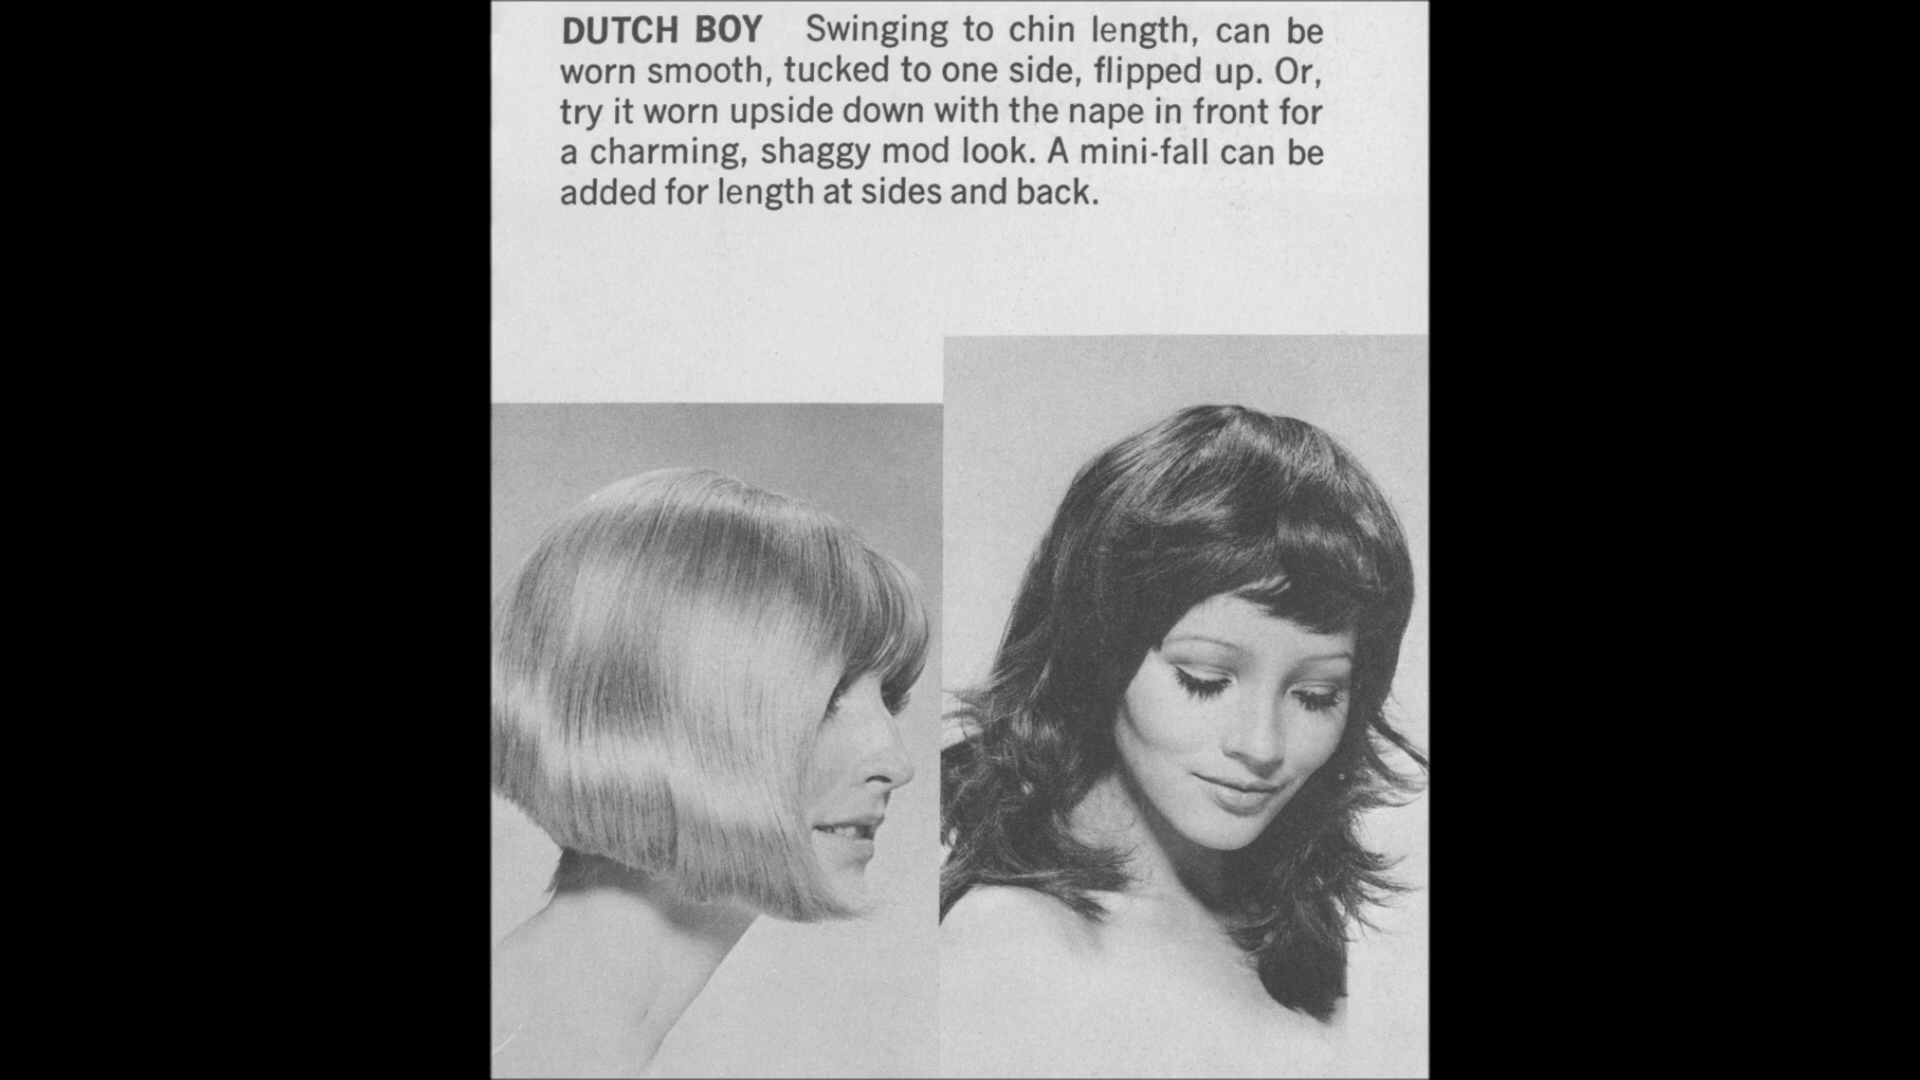 DUTCH BOY Swinging to chin length, can be
worn smooth, tucked to one side, flipped up. Or,
try it worn upside down with the nape in front for
a charming, shaggy mod look. A mini-fall can be
added for length at sides and back.